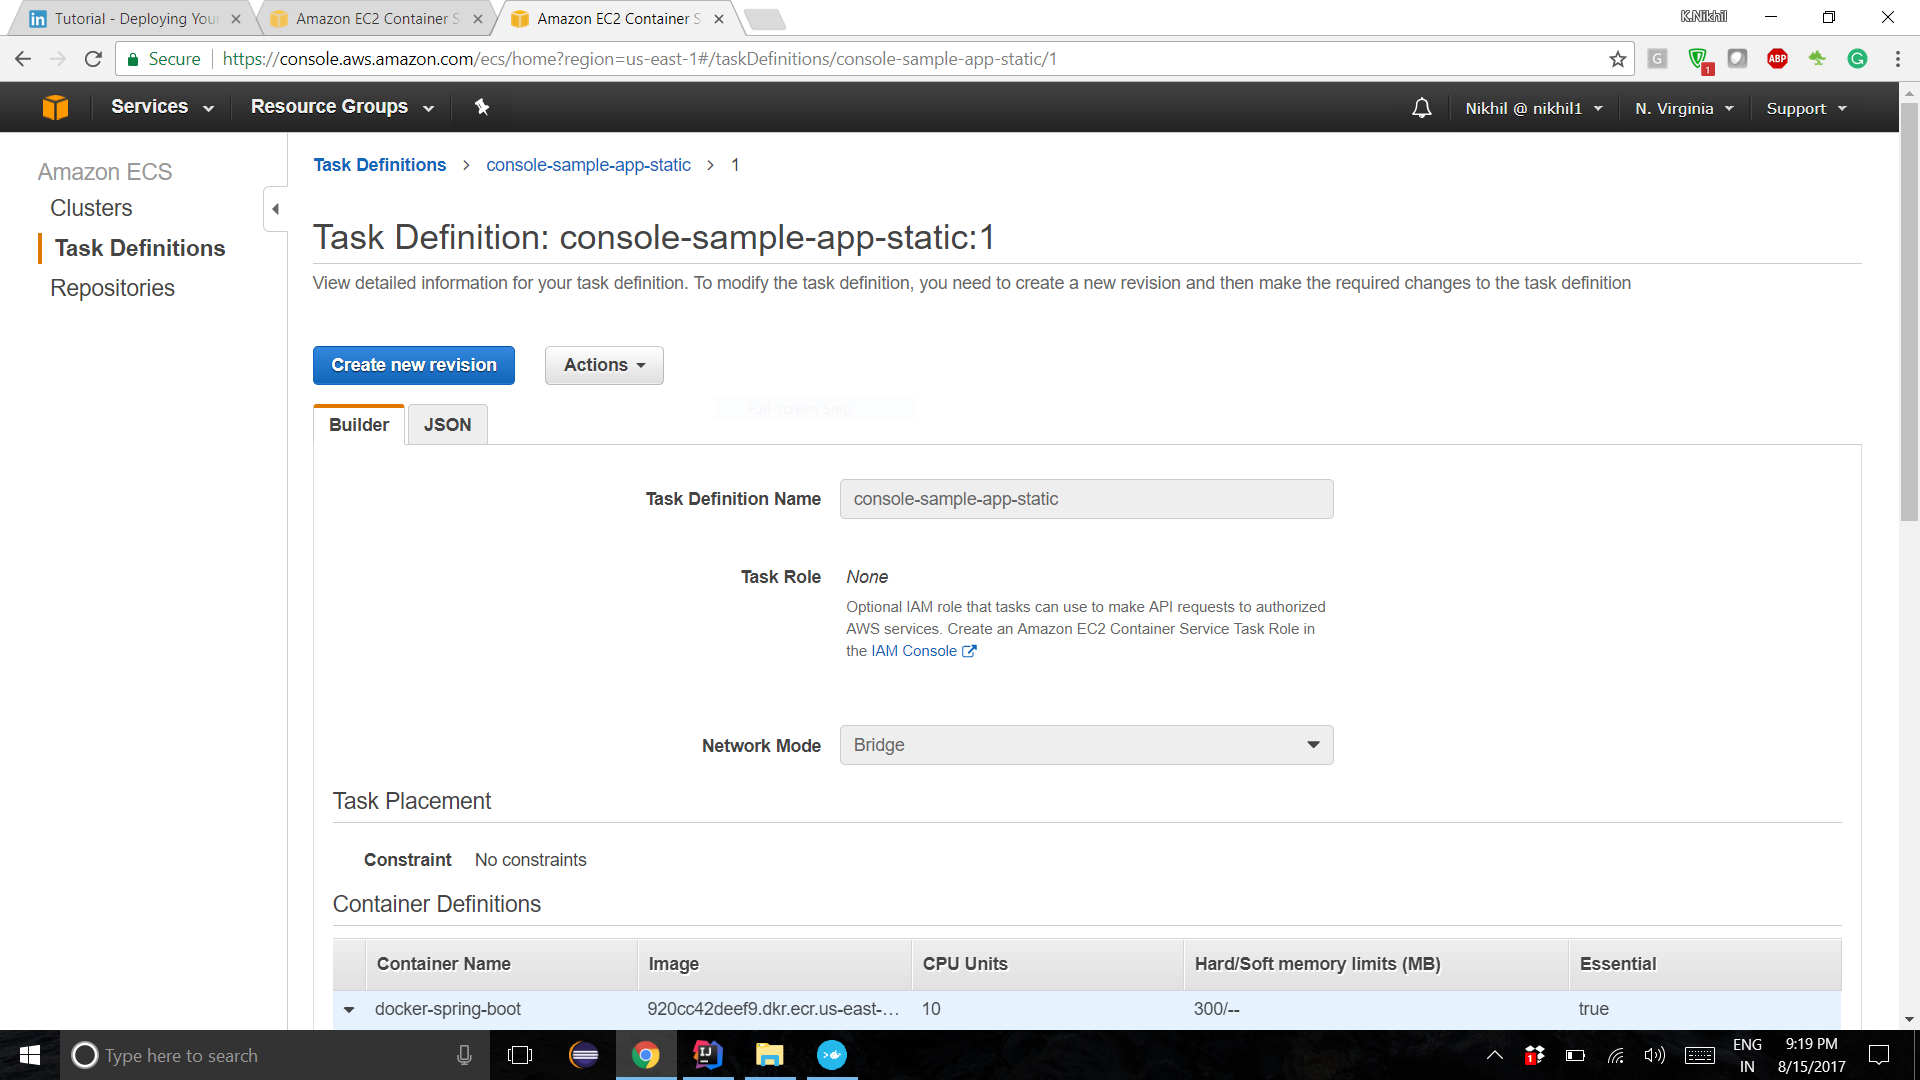 Tutorial - Deploying Your
Amazon EC2 Container S
Amazon EC2 Container S
K.Nikhil
Secure
https://console.aws.amazon.com/ecs/home?region=us-east-1#/taskDefinitions/console-sample-app-static/1
G
1
ABP
G
Services
Resource Groups
Nikhil @ nikhil1
N. Virginia
Support
Amazon ECS
Clusters
Task Definitions
Repositories
Task Definitions > console-sample-app-static > 1
Task Definition: console-sample-app-static:1
View detailed information for your task definition. To modify the task definition, you need to create a new revision and then make the required changes to the task definition
Create new revision
Actions
Full-screen Snip
Builder
JSON
Task Definition Name
console-sample-app-static
Task Role
None
Optional IAM role that tasks can use to make API requests to authorized
AWS services. Create an Amazon EC2 Container Service Task Role in
the IAM Console
Network Mode
Bridge
Task Placement
Constraint
No constraints
Container Definitions
Container Name
Image
CPU Units
Hard/Soft memory limits (MB)
Essential
docker-spring-boot
920cc42deef9.dkr.ecr.us-east-...
10
300/--
true
Type here to search
1
ENG
IN
9:19 PM
8/15/2017